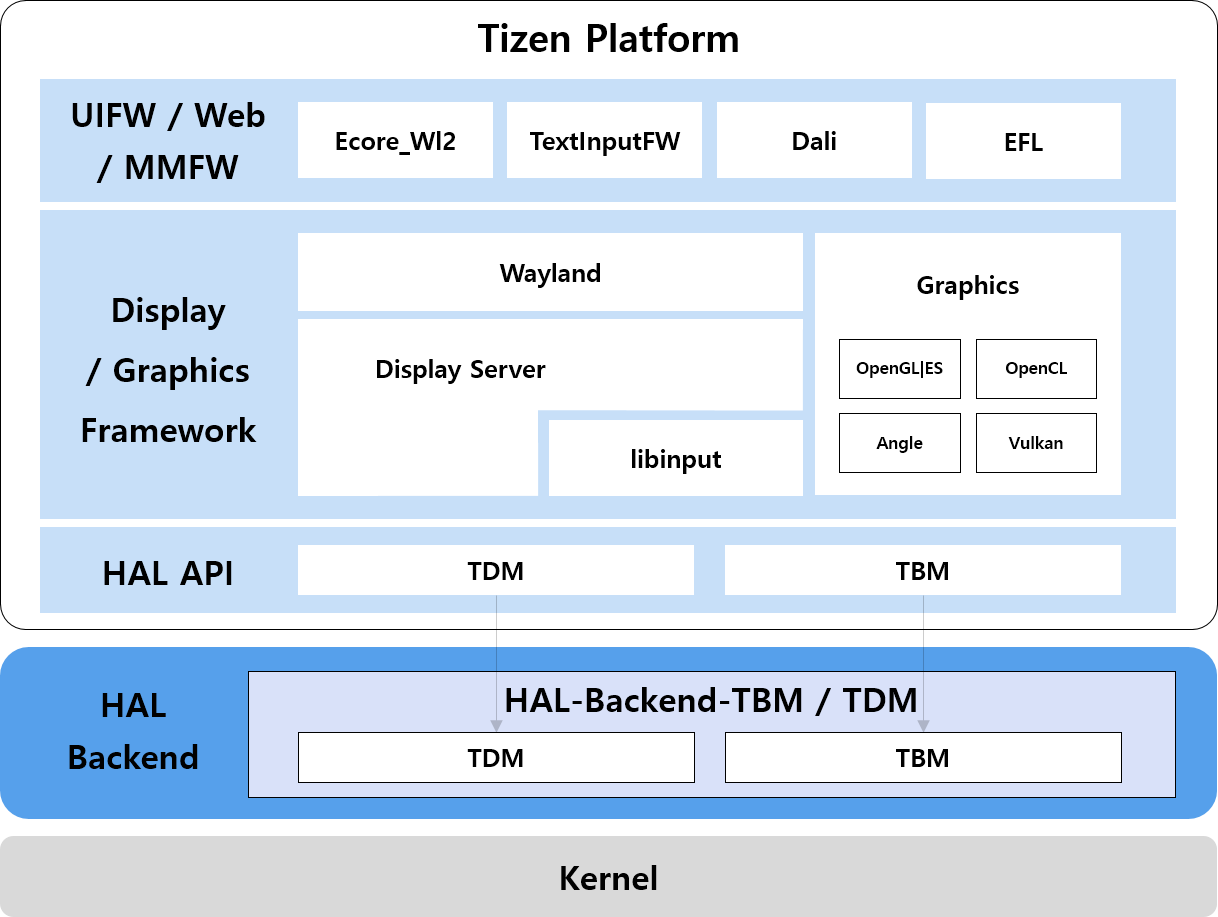 Tizen Platform
UIFW / Web
/ MMFW
Ecore_Wl2
TextInputFW
Dali
EFL
Display
/ Graphics
Framework
Wayland
Display Server
libinput
Graphics
OpenGL|ES
OpenCL
Angle
Vulkan
HAL API
TDM
TBM
HAL
Backend
HAL-Backend-TBM / TDM
TDM
TBM
Kernel